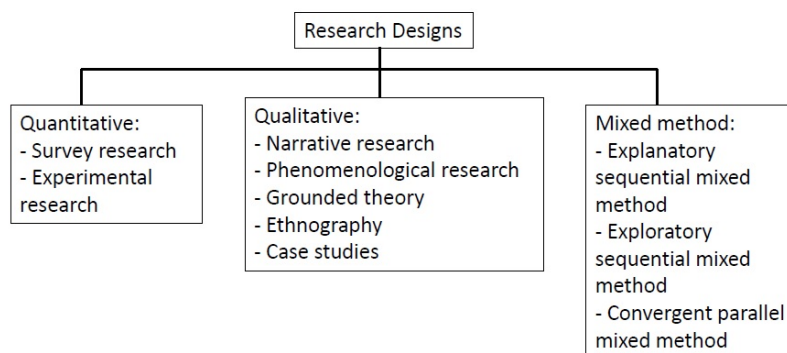 Research Designs
Quantitative:
- Survey research
- Experimental
research
Qualitative:
- Narrative research
- Phenomenological research
- Grounded theory
- Ethnography
- Case studies
Mixed method:
- Explanatory
sequential mixed
method
- Exploratory
sequential mixed
method
- Convergent parallel
mixed method